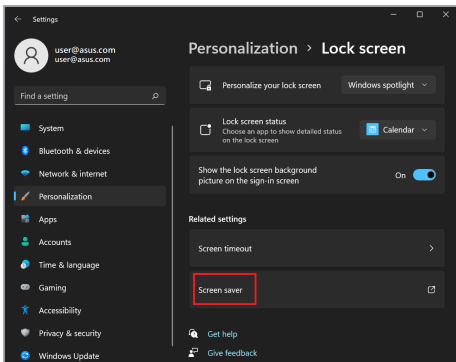 Settings
user@asus.com
user@asus.com
Find a setting
System
Bluetooth & devices
Network & internet
Personalization
Apps
Accounts
Time & language
Gaming
Accessibility
Privacy & security
Windows Update
Personalization > Lock screen
Personalize your lock screen
Windows spotlight
Lock screen status
Choose an app to show detailed status
on the lock screen
Calendar
Show the lock screen background
picture on the sign-in screen
On
Related settings
Screen timeout
Screen saver
Get help
Give feedback